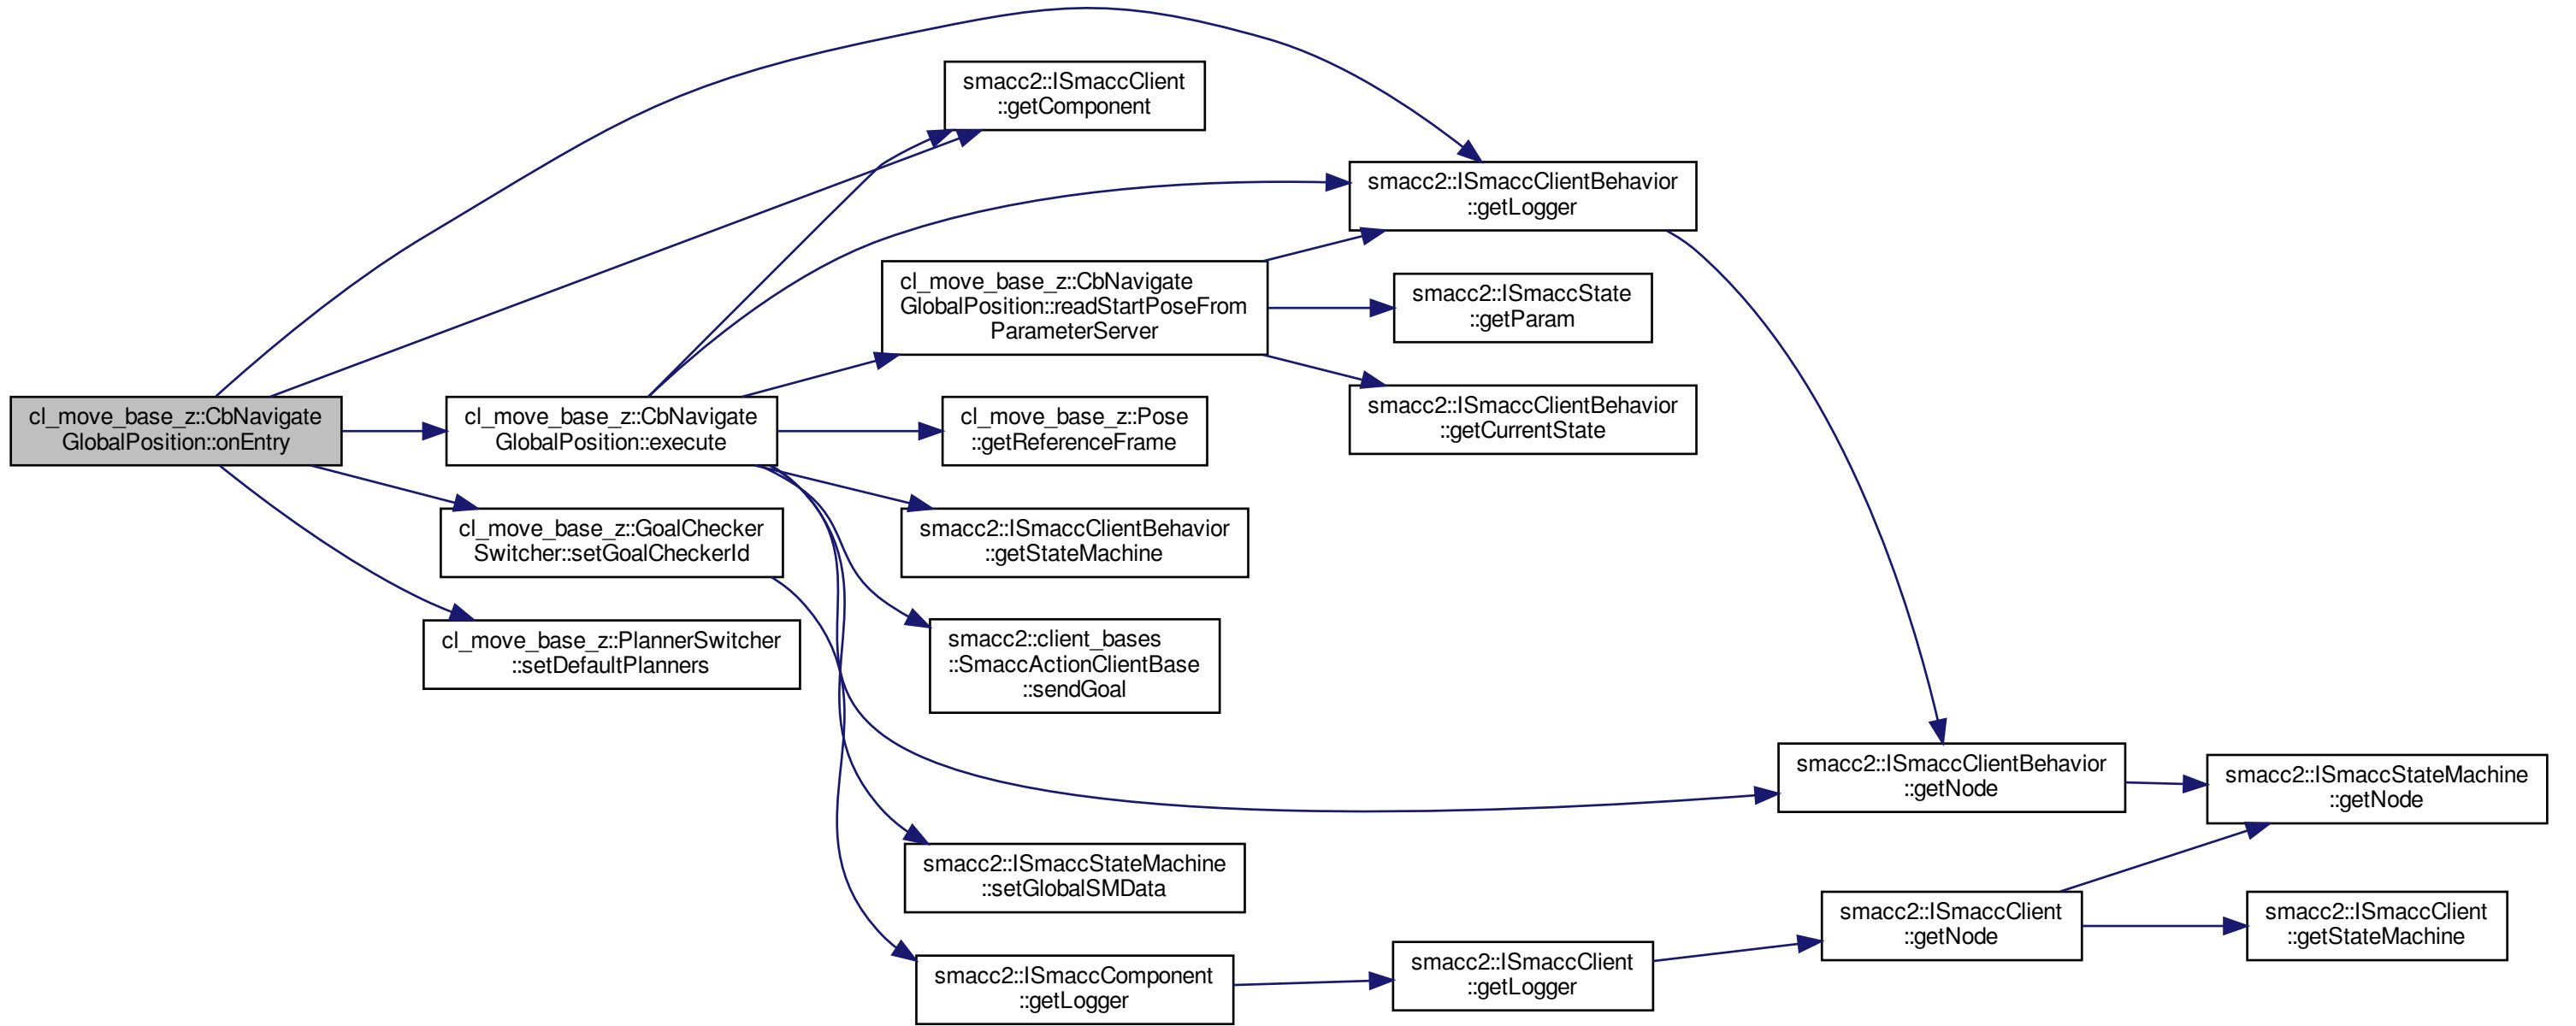 cl_move_base_z::CbNavigate
GlobalPosition::onEntry
smacc2::ISmaccClient
::getComponent
smacc2::ISmaccClientBehavior
::getLogger
cl_move_base_z::CbNavigate
GlobalPosition::readStartPoseFrom
ParameterServer
smacc2::ISmaccState
::getParam
smacc2::ISmaccClientBehavior
::getCurrentState
cl_move_base_z::CbNavigate
GlobalPosition::execute
cl_move_base_z::Pose
::getReferenceFrame
cl_move_base_z::GoalChecker
Switcher::setGoalCheckerId
smacc2::ISmaccClientBehavior
::getStateMachine
cl_move_base_z::PlannerSwitcher
::setDefaultPlanners
smacc2::client_bases
::SmaccActionClientBase
::sendGoal
smacc2::ISmaccClientBehavior
::getNode
smacc2::ISmaccStateMachine
::getNode
smacc2::ISmaccStateMachine
::setGlobalSMData
smacc2::ISmaccClient
::getNode
smacc2::ISmaccClient
::getStateMachine
smacc2::ISmaccComponent
::getLogger
smacc2::ISmaccClient
::getLogger